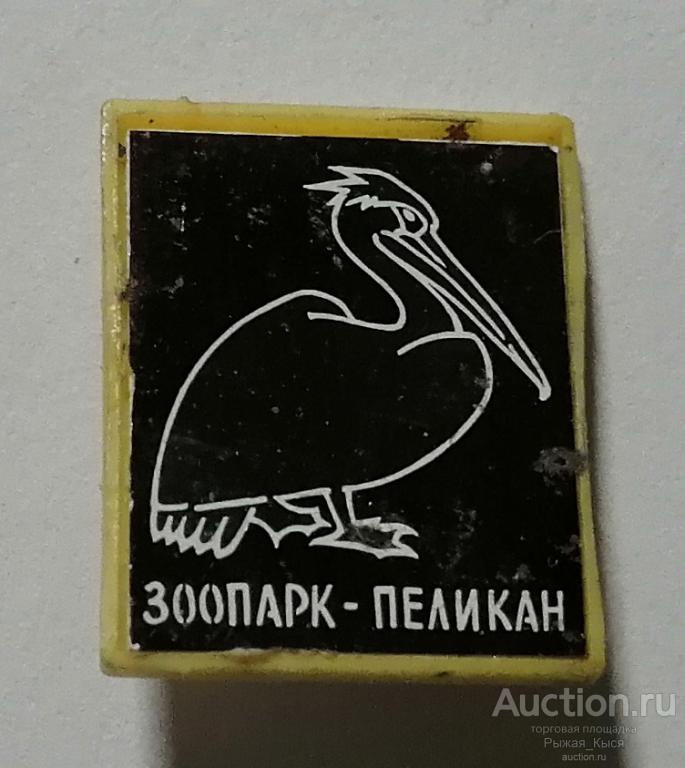 ЗООПАРК - ПЕЛИКАН
Auction.ru
торговая площадка
Рыжая_Кыся
auction.ru